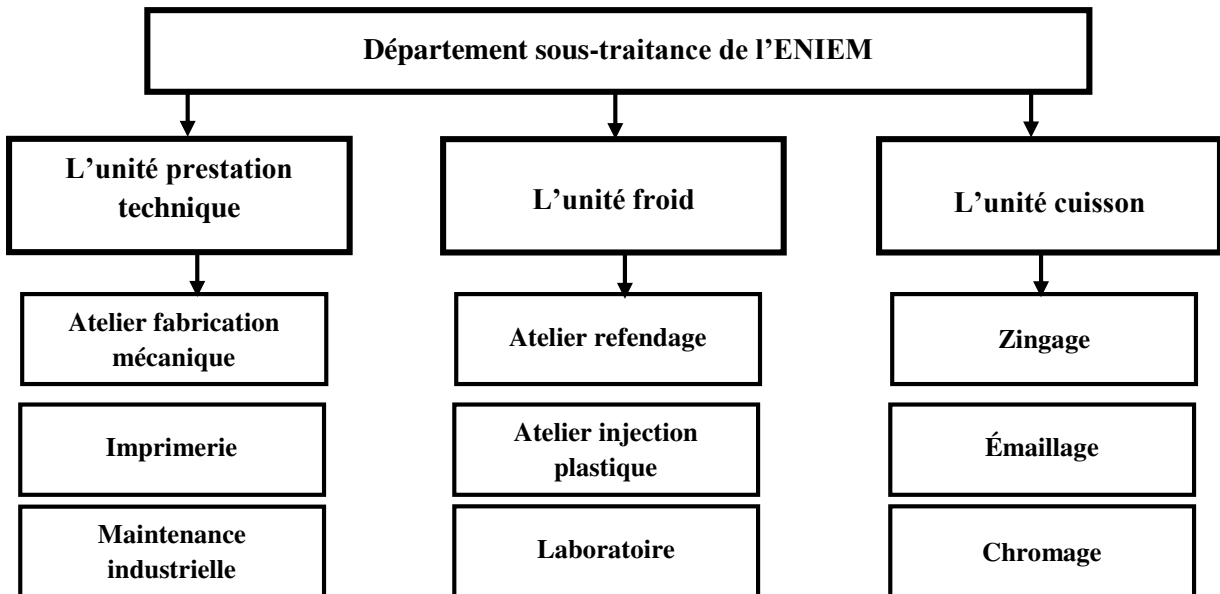 Département sous-traitance de l’ENIEM
L’unité prestation
technique
L’unité froid
L’unité cuisson
Atelier fabrication
mécanique
Atelier refendage
Zingage
Imprimerie
Atelier injection
plastique
Émaillage
Maintenance
industrielle
Laboratoire
Chromage